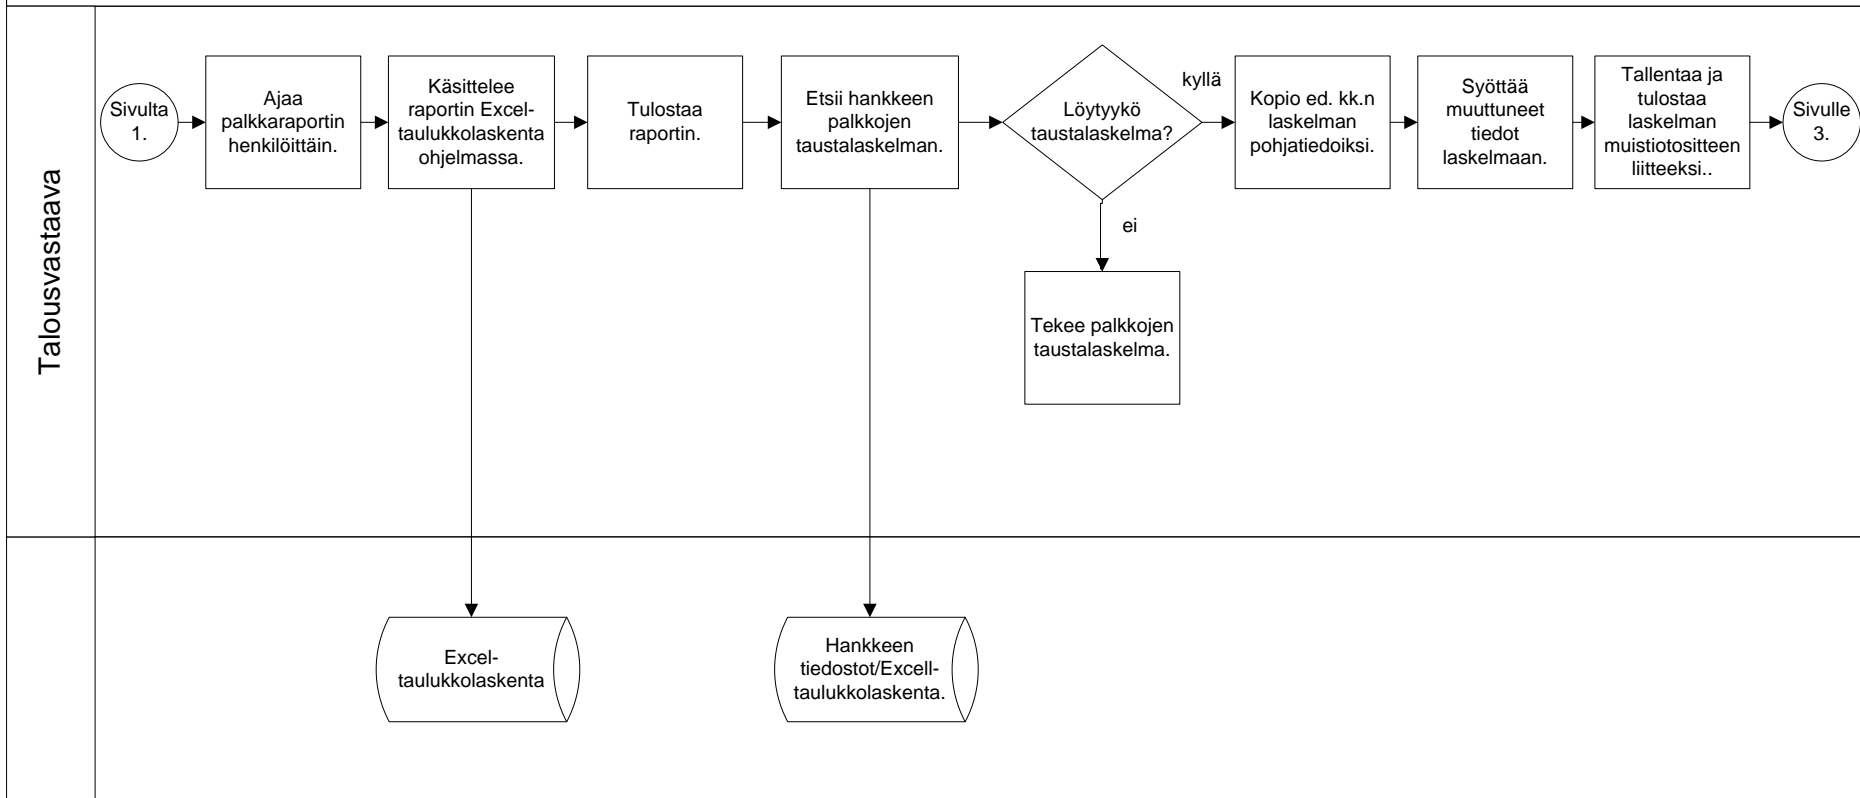 Talousvastaava
Sivulta
1.
Ajaa
palkkaraportin
henkilöittäin.
Käsittelee
raportin Excel-
taulukkolaskenta
ohjelmassa.
Tulostaa
raportin.
Etsii hankkeen
palkkojen
taustalaskelman.
Löytyykö
taustalaskelma?
kyllä
Kopio ed. kk.n
laskelman
pohjatiedoiksi.
Syöttää
muuttuneet
tiedot
laskelmaan.
Tallentaa ja
tulostaa
laskelman
muistiotositteen
liitteeksi..
Sivulle
3.
ei
Tekee palkkojen
taustalaskelma.
Excel-
taulukkolaskenta
Hankkeen
tiedostot/Excell-
taulukkolaskenta.